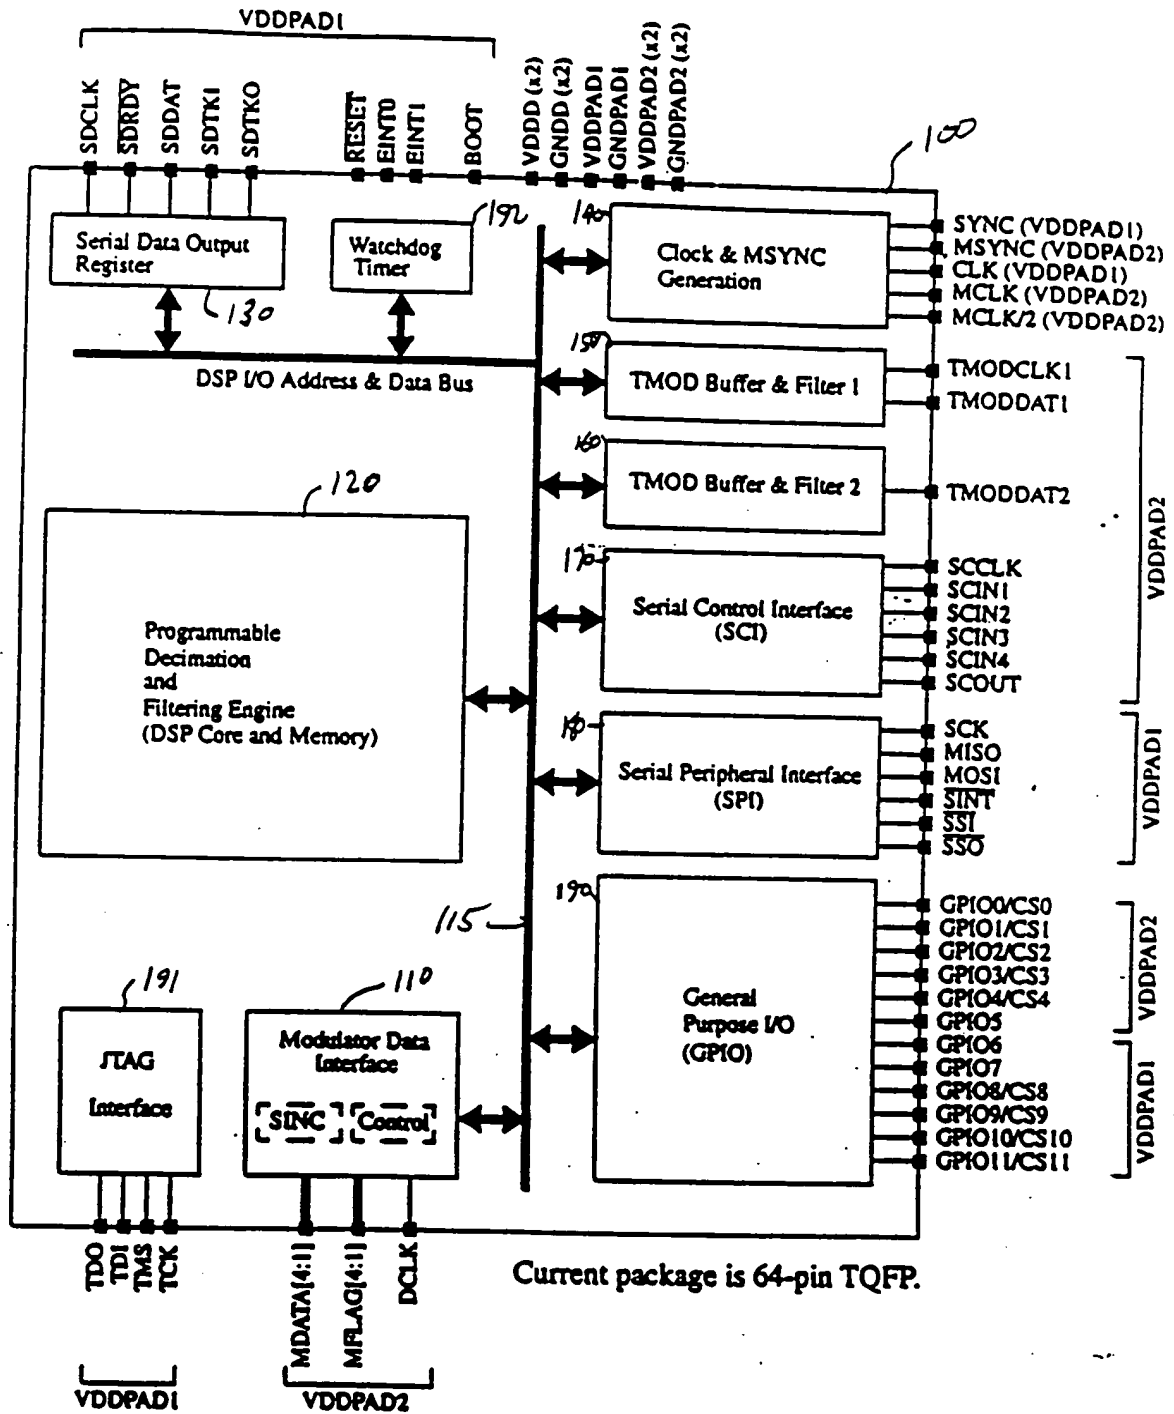 VDDPAD1
SDCLK
SDRDY
SDDAT
SDTKI
SDTKO
RESET
EINT0
EINT1
BOOT
VDDD (x2)
GNDD (x2)
VDDPAD1
GNDPAD1
VDDPAD2 (x2)
GNDPAD2 (x2)
100
Serial Data Output
Register
130
192
Watchdog
Timer
140
Clock & MSYNC
Generation
SYNC (VDDPAD1)
MSYNC (VDDPAD2)
CLK (VDDPAD1)
MCLK (VDDPAD2)
MCLK/2 (VDDPAD2)
DSP I/O Address & Data Bus
150
TMOD Buffer & Filter 1
TMODCLK1
TMODDAT1
160
TMOD Buffer & Filter 2
TMODDAT2
VDDPAD2
120
Programmable
Decimation
and
Filtering Engine
(DSP Core and Memory)
170
Serial Control Interface
(SCI)
SCCLK
SCIN1
SCIN2
SCIN3
SCIN4
SCOUT
180
Serial Peripheral Interface
(SPI)
SCK
MISO
MOSI
SINT
SSI
SSO
VDDPAD1
115
190
General
Purpose I/O
(GPIO)
GPIO0/CS0
GPIO1/CS1
GPIO2/CS2
GPIO3/CS3
GPIO4/CS4
GPIO5
GPIO6
GPIO7
GPIO8/CS8
GPIO9/CS9
GPIO10/CS10
GPIO11/CS11
VDDPAD2
VDDPAD1
191
JTAG
Interface
110
Modulator Data
Interface
SINC
Control
TDO
TDI
TMS
TCK
MDATA[4:1]
MFLAG[4:1]
DCLK
VDDPAD1
VDDPAD2
Current package is 64-pin TQFP.